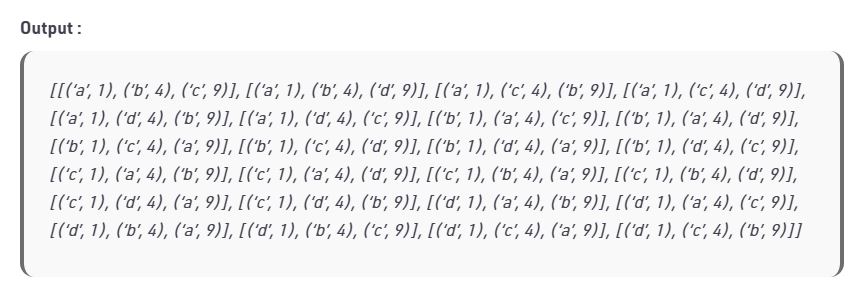 Output :
[[(‘a’, 1), (‘b’, 4), (‘c’, 9)], [(‘a’, 1), (‘b’, 4), (‘d’, 9)], [(‘a’, 1), (‘c’, 4), (‘b’, 9)], [(‘a’, 1), (‘c’, 4), (‘d’, 9)],
[(‘a’, 1), (‘d’, 4), (‘b’, 9)], [(‘a’, 1), (‘d’, 4), (‘c’, 9)], [(‘b’, 1), (‘a’, 4), (‘c’, 9)], [(‘b’, 1), (‘a’, 4), (‘d’, 9)],
[(‘b’, 1), (‘c’, 4), (‘a’, 9)], [(‘b’, 1), (‘c’, 4), (‘d’, 9)], [(‘b’, 1), (‘d’, 4), (‘a’, 9)], [(‘b’, 1), (‘d’, 4), (‘c’, 9)],
[(‘c’, 1), (‘a’, 4), (‘b’, 9)], [(‘c’, 1), (‘a’, 4), (‘d’, 9)], [(‘c’, 1), (‘b’, 4), (‘a’, 9)], [(‘c’, 1), (‘b’, 4), (‘d’, 9)],
[(‘c’, 1), (‘d’, 4), (‘a’, 9)], [(‘c’, 1), (‘d’, 4), (‘b’, 9)], [(‘d’, 1), (‘a’, 4), (‘b’, 9)], [(‘d’, 1), (‘a’, 4), (‘c’, 9)],
[(‘d’, 1), (‘b’, 4), (‘a’, 9)], [(‘d’, 1), (‘b’, 4), (‘c’, 9)], [(‘d’, 1), (‘c’, 4), (‘a’, 9)], [(‘d’, 1), (‘c’, 4), (‘b’, 9)]]